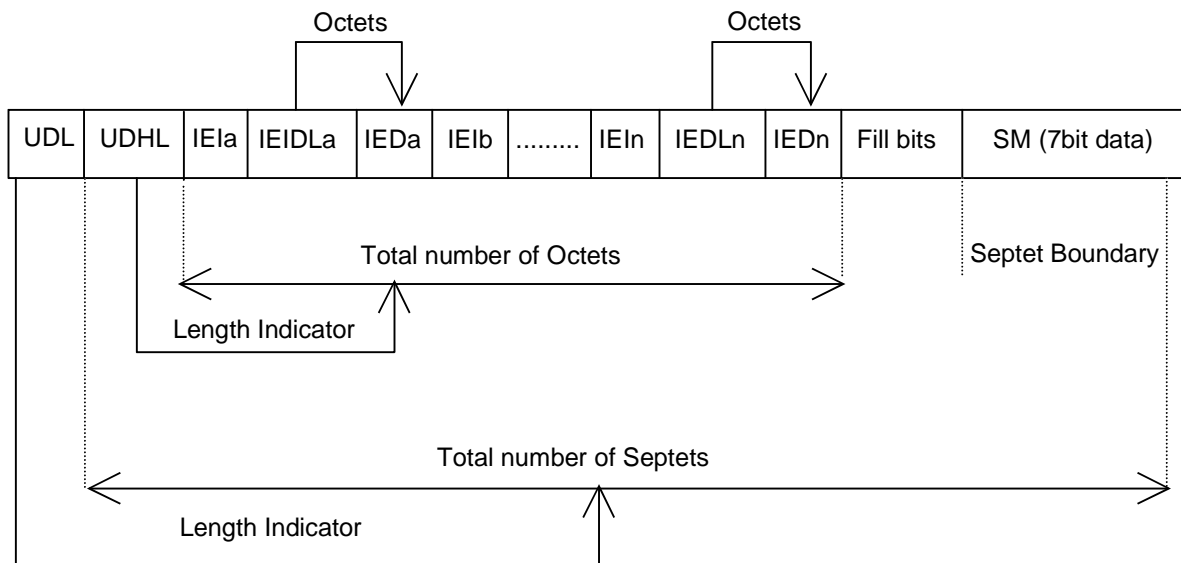 Octets Octets
UDL UDHL IEIa IEIDLa IEDa IEIb ......... IEIn IEDLn IEDn Fill bits SM (7bit data)
Total number of Octets
Septet Boundary
Length Indicator
Total number of Septets
Length Indicator